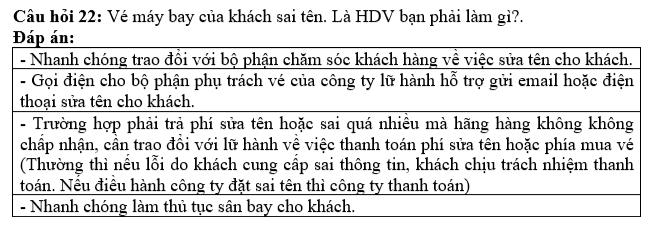 Câu hỏi 22: Vé máy bay của khách sai tên. Là HDV bạn phải làm gì?.
Đáp án:
- Nhanh chóng trao đổi với bộ phận chăm sóc khách hàng về việc sửa tên cho khách.
- Gọi điện cho bộ phận phụ trách vé của công ty lữ hành hỗ trợ gửi email hoặc điện
thoại sửa tên cho khách.
- Trường hợp phải trả phí sửa tên hoặc sai quá nhiều mà hãng hàng không không
chấp nhận, cần trao đổi với lữ hành về việc thanh toán phí sửa tên hoặc phía mua vé
(Thường thì nếu lỗi do khách cung cấp sai thông tin, khách chịu trách nhiệm thanh
toán. Nếu điều hành công ty đặt sai tên thì công ty thanh toán)
- Nhanh chóng làm thủ tục sân bay cho khách.